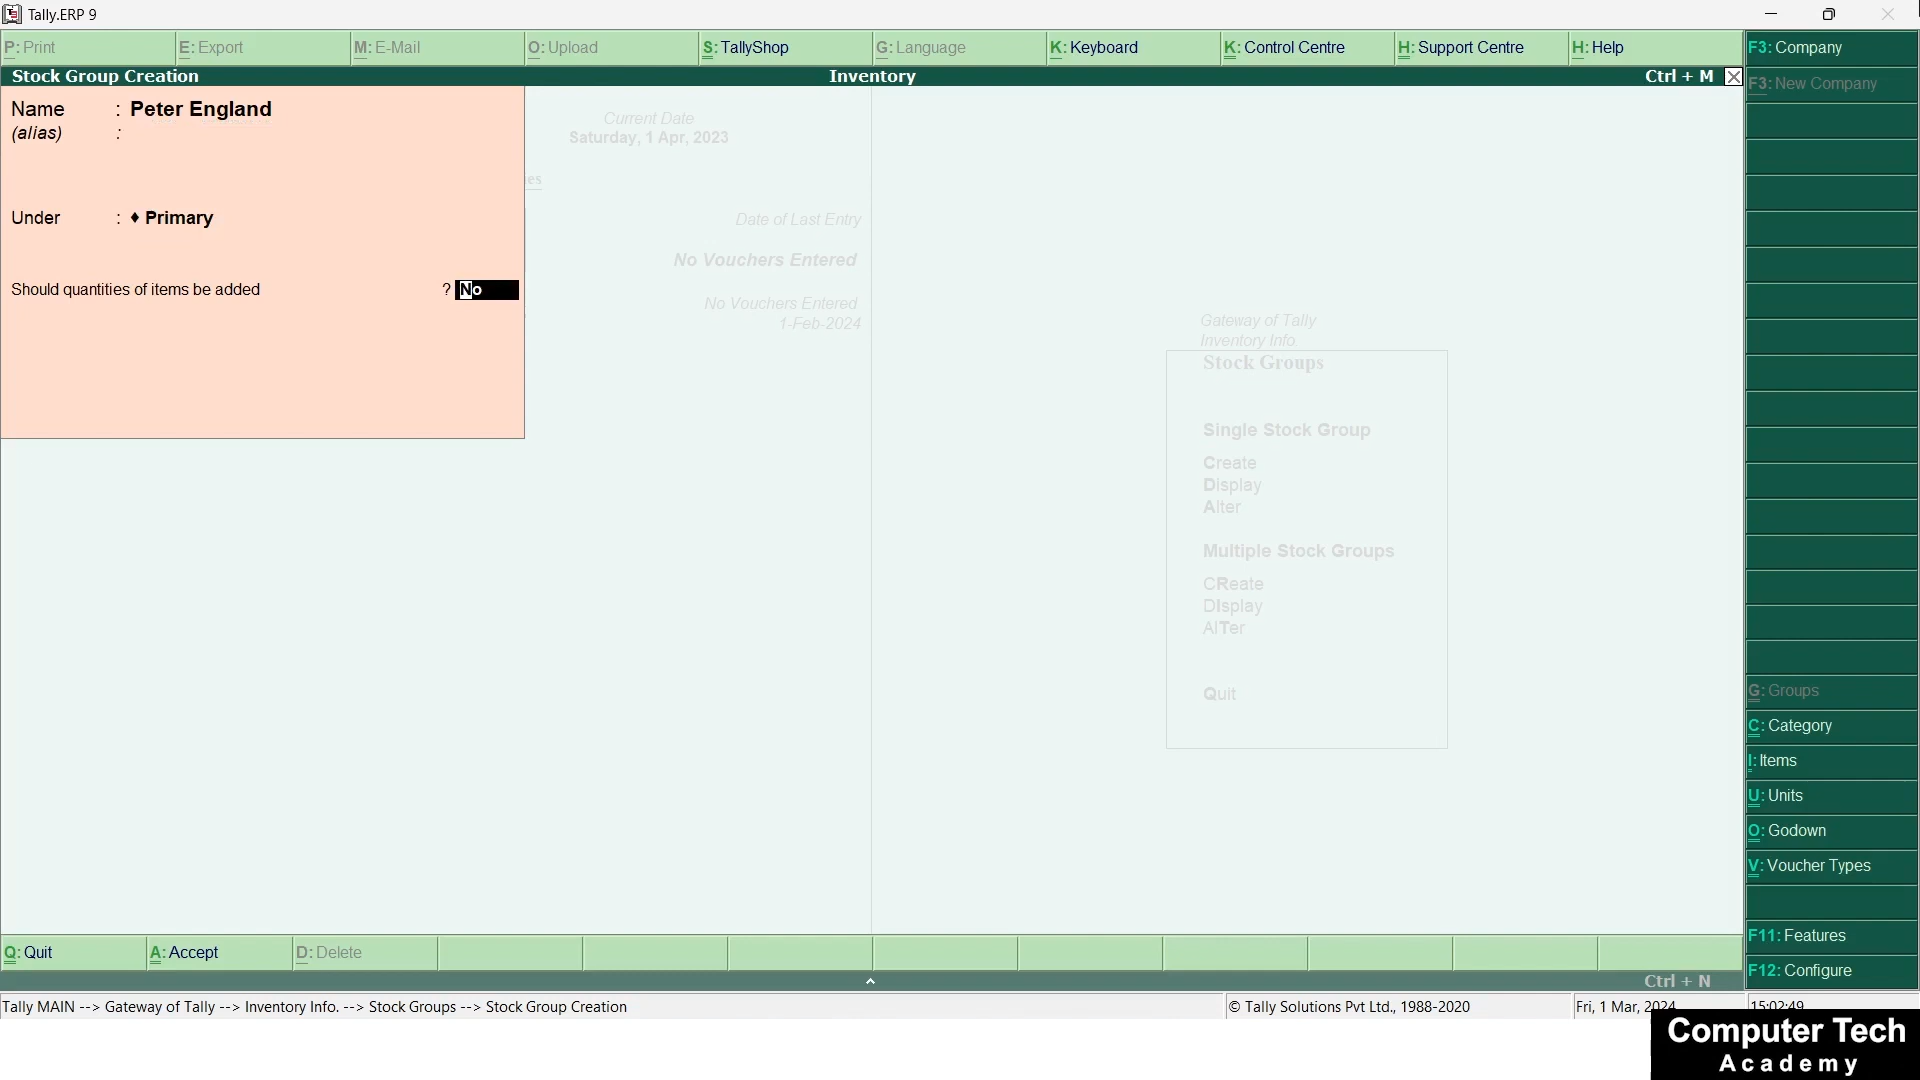 Tally.ERP 9
P: Print E: Export M: E-Mail O: Upload S: TallyShop G: Language K: Keyboard K: Control Centre H: Support Centre H: Help
F3: Company
Stock Group Creation Inventory Ctrl + M
F3: New Company
Name : Peter England
(alias) :
Under : ♦ Primary
Should quantities of items be added ? No
Current Date
Saturday, 1 Apr, 2023
ies
Date of Last Entry
No Vouchers Entered
No Vouchers Entered
1-Feb-2024
Gateway of Tally
Inventory Info.
Stock Groups
Single Stock Group
Create
Display
Alter
Multiple Stock Groups
CReate
DIsplay
AlTer
Quit
G: Groups
C: Category
I: Items
U: Units
O: Godown
V: Voucher Types
F11: Features
F12: Configure
Q: Quit A: Accept D: Delete
Ctrl + N
Tally MAIN --> Gateway of Tally --> Inventory Info. --> Stock Groups --> Stock Group Creation © Tally Solutions Pvt Ltd., 1988-2020 Fri, 1 Mar, 2024 15:02:49
Computer Tech
Academy